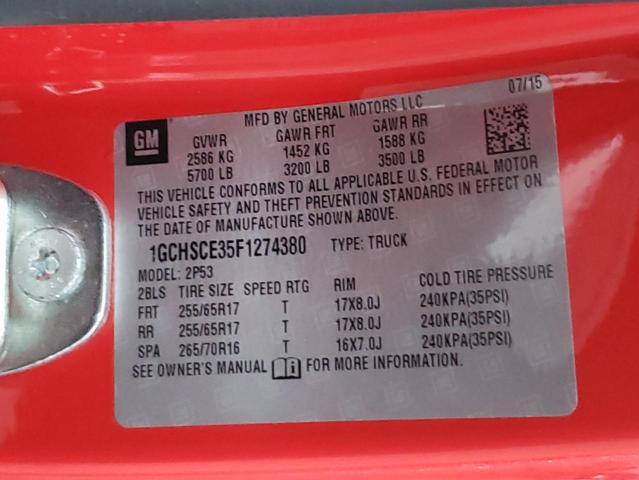 07/15
MFD BY GENERAL MOTORS LLC
GM
GVWR GAWR FRT GAWR RR
2586 KG 1452 KG 1588 KG
5700 LB 3200 LB 3500 LB
THIS VEHICLE CONFORMS TO ALL APPLICABLE U.S. FEDERAL MOTOR
VEHICLE SAFETY AND THEFT PREVENTION STANDARDS IN EFFECT ON
THE DATE OF MANUFACTURE SHOWN ABOVE.
1GCHSCE35F1274380 TYPE: TRUCK
MODEL: 2P53
2BLS TIRE SIZE SPEED RTG RIM COLD TIRE PRESSURE
FRT 255/65R17 T 17X8.0J 240KPA(35PSI)
RR 255/65R17 T 17X8.0J 240KPA(35PSI)
SPA 265/70R16 T 16X7.0J 240KPA(35PSI)
SEE OWNER'S MANUAL i FOR MORE INFORMATION.